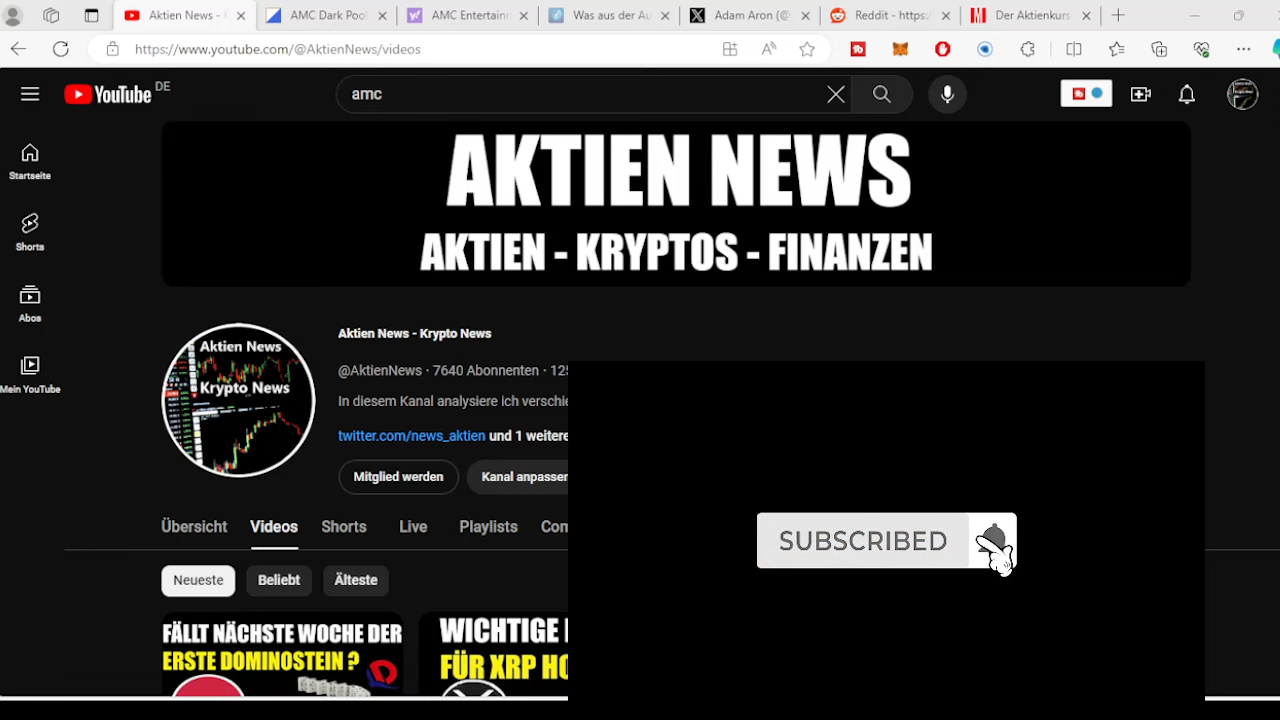 Aktien News -
AMC Dark Poo
AMC Entertain
Was aus der Au
Adam Aron (@
Reddit - https:/
Der Aktienkurs
https://www.youtube.com/@AktienNews/videos
YouTube DE
amc
Startseite
Shorts
Abos
Mein YouTube
AKTIEN NEWS
AKTIEN - KRYPTOS - FINANZEN
Aktien News
Krypto News
Aktien News - Krypto News
@AktienNews · 7640 Abonnenten · 125
In diesem Kanal analysiere ich verschie
twitter.com/news_aktien und 1 weitere
Mitglied werden
Kanal anpassen
Übersicht
Videos
Shorts
Live
Playlists
Com
Neueste
Beliebt
Älteste
FÄLLT NÄCHSTE WOCHE DER
ERSTE DOMINOSTEIN ?
WICHTIGE
FÜR XRP HO
SUBSCRIBED